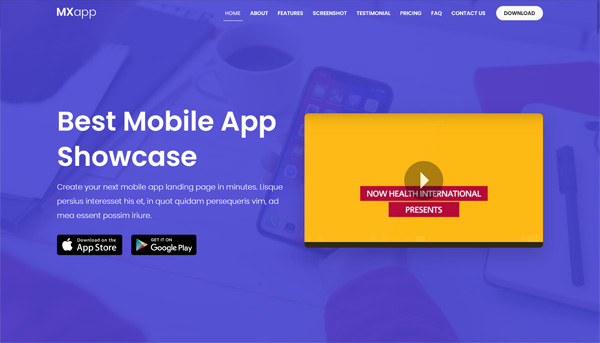 MXapp
HOME ABOUT FEATURES SCREENSHOT TESTIMONIAL PRICING FAQ CONTACT US DOWNLOAD
Best Mobile App
Showcase
Create your next mobile app landing page in minutes. Lisque
persius interesset his et, in quot quidam persequeris vim, ad
mea essent possim iriure.
Download on the
App Store
GET IT ON
Google Play
NOW HEALTH INTERNATIONAL
PRESENTS